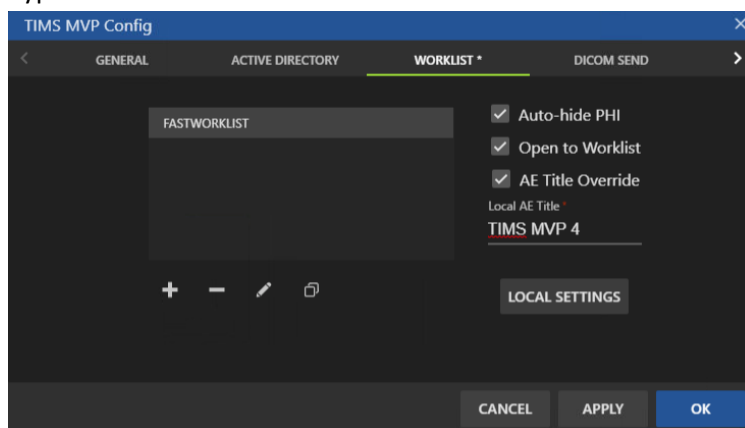 TIMS MVP Config
GENERAL ACTIVE DIRECTORY WORKLIST * DICOM SEND
FASTWORKLIST
Auto-hide PHI
Open to Worklist
AE Title Override
Local AE Title *
TIMS MVP 4
LOCAL SETTINGS
CANCEL APPLY OK